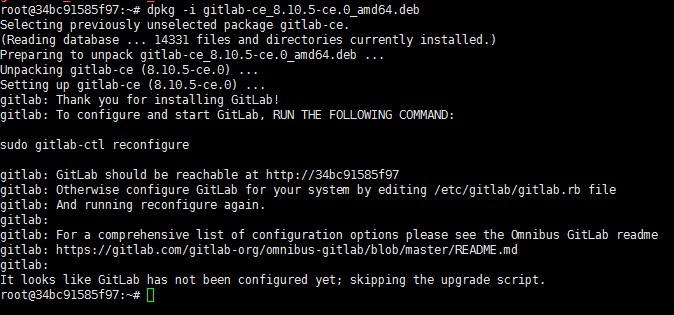 root@34bc91585f97:~# dpkg -i gitlab-ce_8.10.5-ce.0_amd64.deb
Selecting previously unselected package gitlab-ce.
(Reading database ... 14331 files and directories currently installed.)
Preparing to unpack gitlab-ce_8.10.5-ce.0_amd64.deb ...
Unpacking gitlab-ce (8.10.5-ce.0) ...
Setting up gitlab-ce (8.10.5-ce.0) ...
gitlab: Thank you for installing GitLab!
gitlab: To configure and start GitLab, RUN THE FOLLOWING COMMAND:

sudo gitlab-ctl reconfigure

gitlab: GitLab should be reachable at http://34bc91585f97
gitlab: Otherwise configure GitLab for your system by editing /etc/gitlab/gitlab.rb file
gitlab: And running reconfigure again.
gitlab:
gitlab: For a comprehensive list of configuration options please see the Omnibus GitLab readme
gitlab: https://gitlab.com/gitlab-org/omnibus-gitlab/blob/master/README.md
gitlab:
It looks like GitLab has not been configured yet; skipping the upgrade script.
root@34bc91585f97:~#